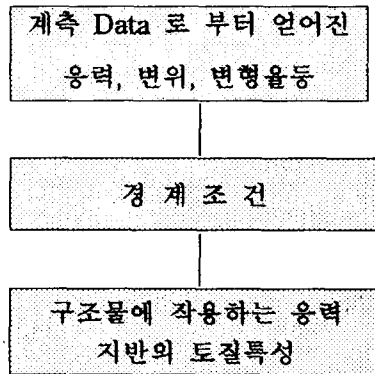 계측 Data 로 부터 얻어진
응력, 변위, 변형율등
경 계 조 건
구조물에 작용하는 응력
지반의 토질특성